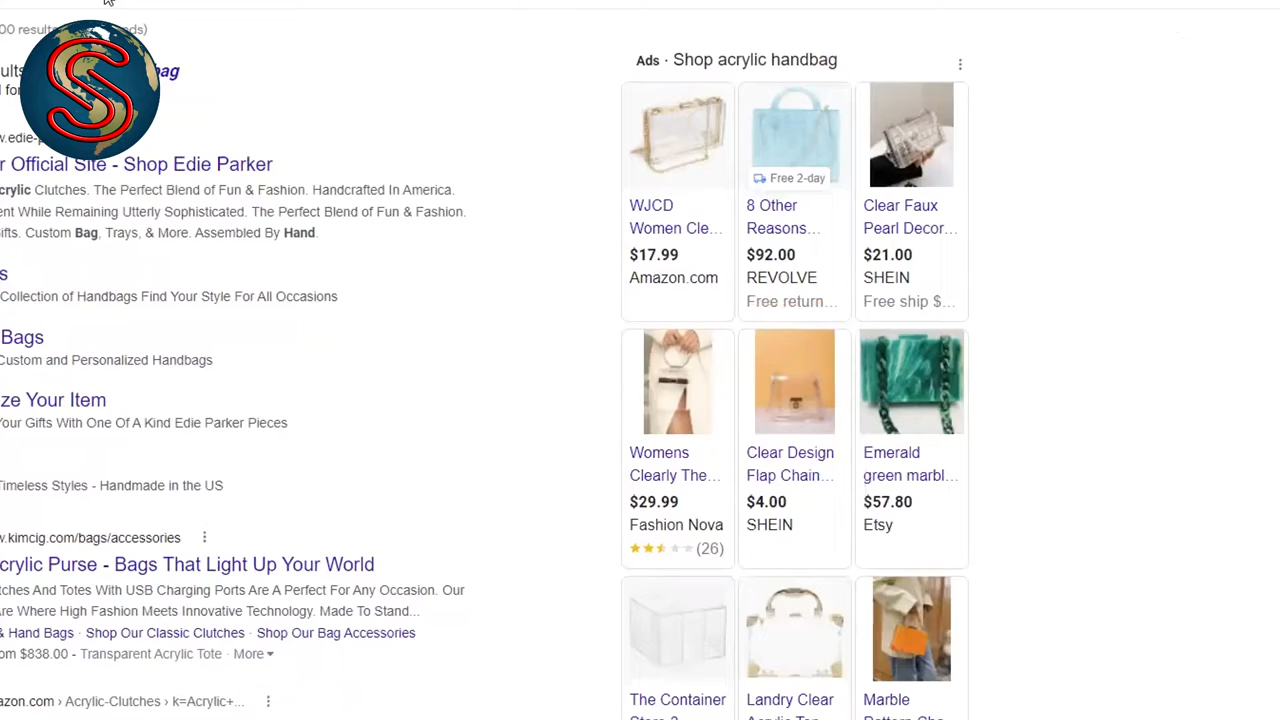 00 results
ds)
S
ults
bag
for
w.edie-p
r Official Site - Shop Edie Parker
crylic Clutches. The Perfect Blend of Fun & Fashion. Handcrafted In America.
ent While Remaining Utterly Sophisticated. The Perfect Blend of Fun & Fashion.
ifts. Custom Bag, Trays, & More. Assembled By Hand.
s
Collection of Handbags Find Your Style For All Occasions
Bags
Custom and Personalized Handbags
ze Your Item
Your Gifts With One Of A Kind Edie Parker Pieces
Timeless Styles - Handmade in the US
w.kimcig.com/bags/accessories
crylic Purse - Bags That Light Up Your World
tches And Totes With USB Charging Ports Are A Perfect For Any Occasion. Our
Are Where High Fashion Meets Innovative Technology. Made To Stand...
& Hand Bags · Shop Our Classic Clutches · Shop Our Bag Accessories
om $838.00 - Transparent Acrylic Tote · More
azon.com › Acrylic-Clutches › k=Acrylic+...
Ads · Shop acrylic handbag
Free 2-day
WJCD
Women Cle...
$17.99
Amazon.com
8 Other
Reasons...
$92.00
REVOLVE
Free return...
Clear Faux
Pearl Decor...
$21.00
SHEIN
Free ship $...
Womens
Clearly The...
$29.99
Fashion Nova
(26)
Clear Design
Flap Chain...
$4.00
SHEIN
Emerald
green marbl...
$57.80
Etsy
The Container
Landry Clear
Marble